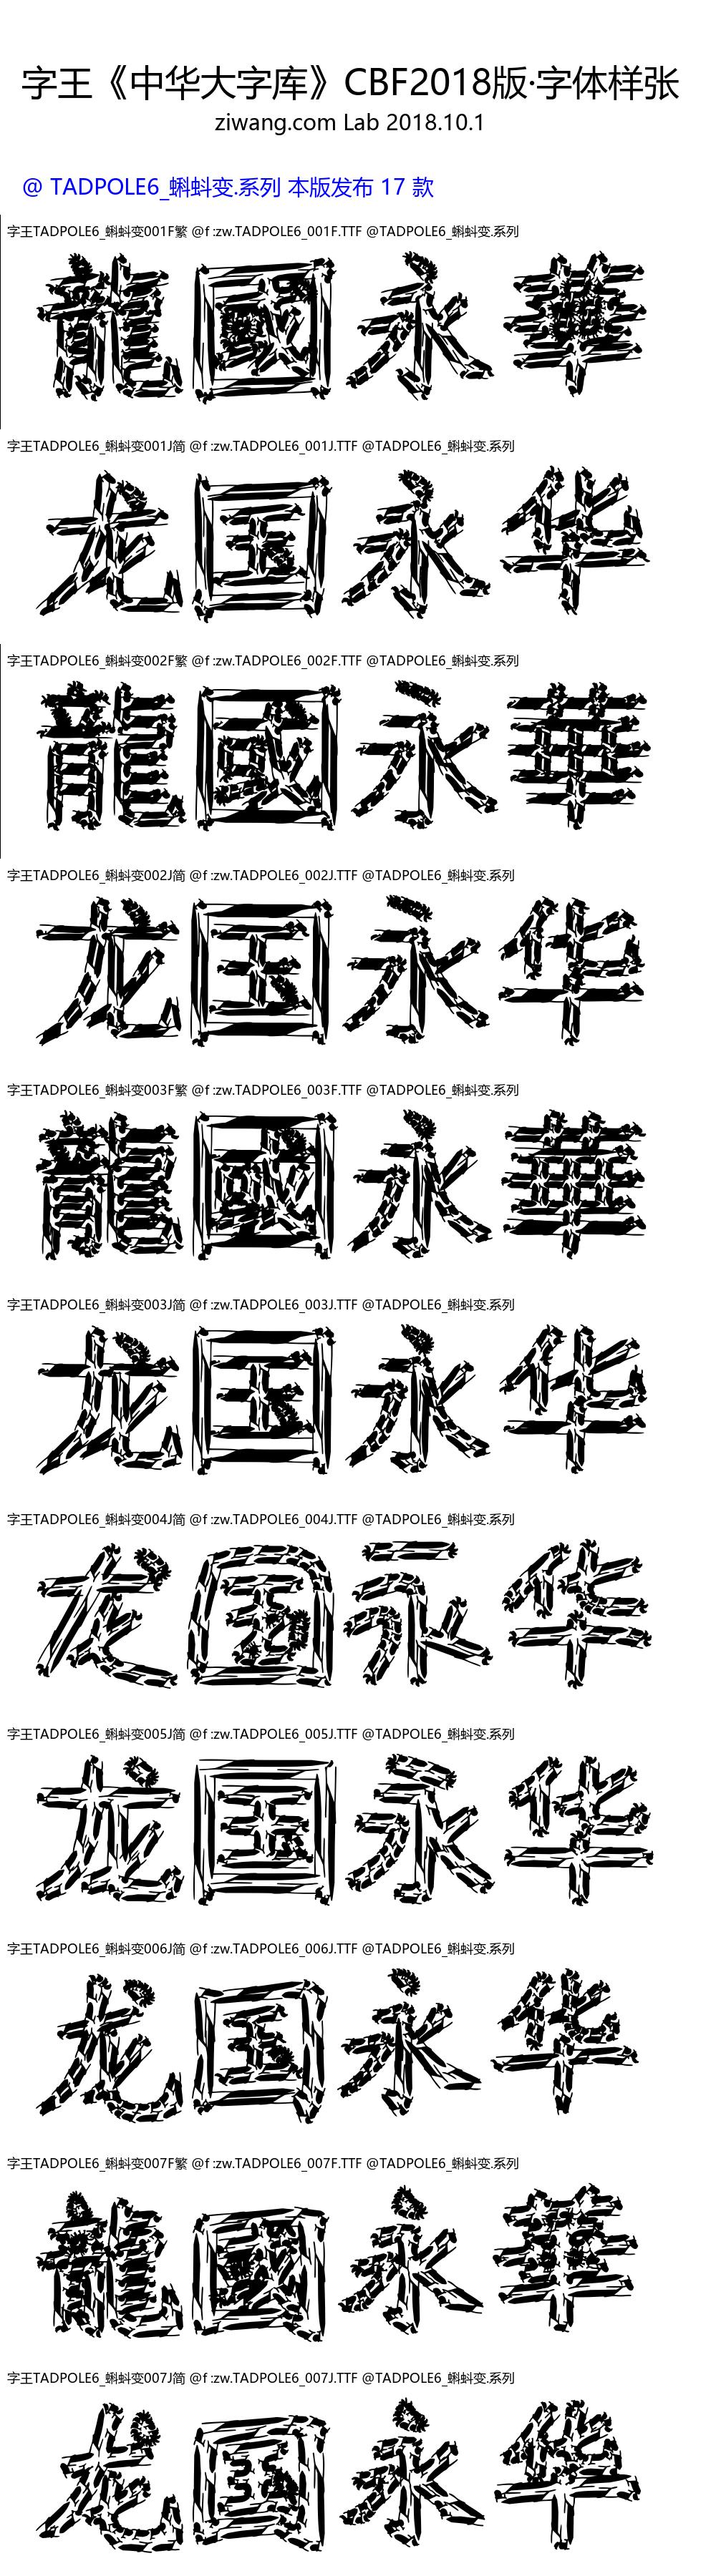 字王《中华大字库》CBF2018版·字体样张
ziwang.com Lab 2018.10.1
@ TADPOLE6_蝌蚪变.系列 本版发布 17 款
字王TADPOLE6_蝌蚪变001F繁 @f :zw.TADPOLE6_001F.TTF @TADPOLE6_蝌蚪变.系列
龍國永華
字王TADPOLE6_蝌蚪变001J简 @f :zw.TADPOLE6_001J.TTF @TADPOLE6_蝌蚪变.系列
龙国永华
字王TADPOLE6_蝌蚪变002F繁 @f :zw.TADPOLE6_002F.TTF @TADPOLE6_蝌蚪变.系列
龍國永華
字王TADPOLE6_蝌蚪变002J简 @f :zw.TADPOLE6_002J.TTF @TADPOLE6_蝌蚪变.系列
龙国永华
字王TADPOLE6_蝌蚪变003F繁 @f :zw.TADPOLE6_003F.TTF @TADPOLE6_蝌蚪变.系列
龍國永華
字王TADPOLE6_蝌蚪变003J简 @f :zw.TADPOLE6_003J.TTF @TADPOLE6_蝌蚪变.系列
龙国永华
字王TADPOLE6_蝌蚪变004J简 @f :zw.TADPOLE6_004J.TTF @TADPOLE6_蝌蚪变.系列
龙国永华
字王TADPOLE6_蝌蚪变005J简 @f :zw.TADPOLE6_005J.TTF @TADPOLE6_蝌蚪变.系列
龙国永华
字王TADPOLE6_蝌蚪变006J简 @f :zw.TADPOLE6_006J.TTF @TADPOLE6_蝌蚪变.系列
龙国永华
字王TADPOLE6_蝌蚪变007F繁 @f :zw.TADPOLE6_007F.TTF @TADPOLE6_蝌蚪变.系列
龍國永華
字王TADPOLE6_蝌蚪变007J简 @f :zw.TADPOLE6_007J.TTF @TADPOLE6_蝌蚪变.系列
龙国永华